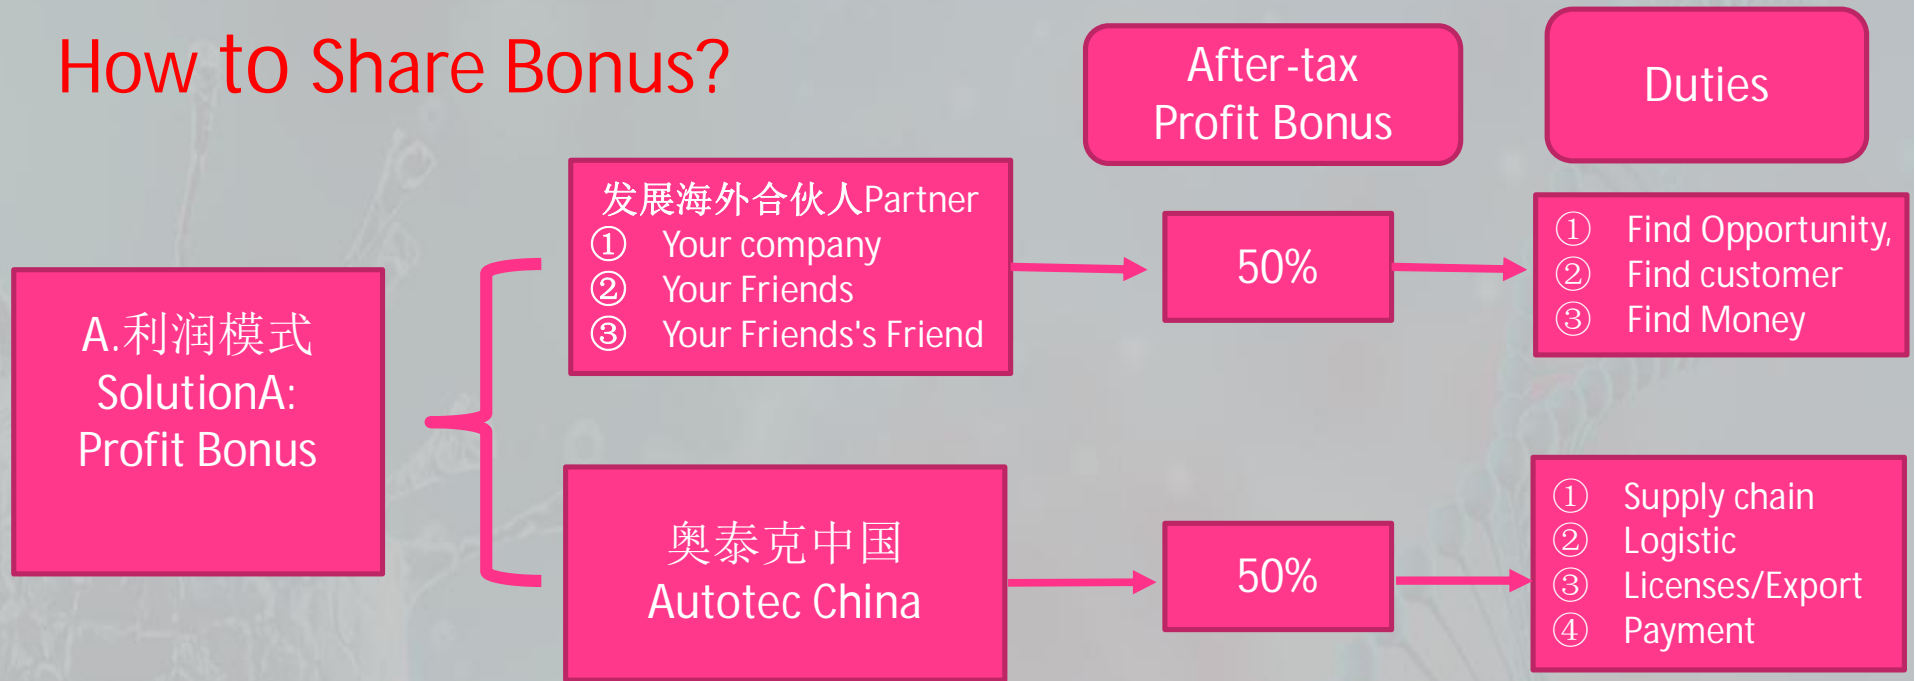 How to Share Bonus?
After-tax
Profit Bonus
Duties
A.利润模式
SolutionA:
Profit Bonus
发展海外合伙人Partner
① Your company
② Your Friends
③ Your Friends's Friend
50%
① Find Opportunity,
② Find customer
③ Find Money
奥泰克中国
Autotec China
50%
① Supply chain
② Logistic
③ Licenses/Export
④ Payment